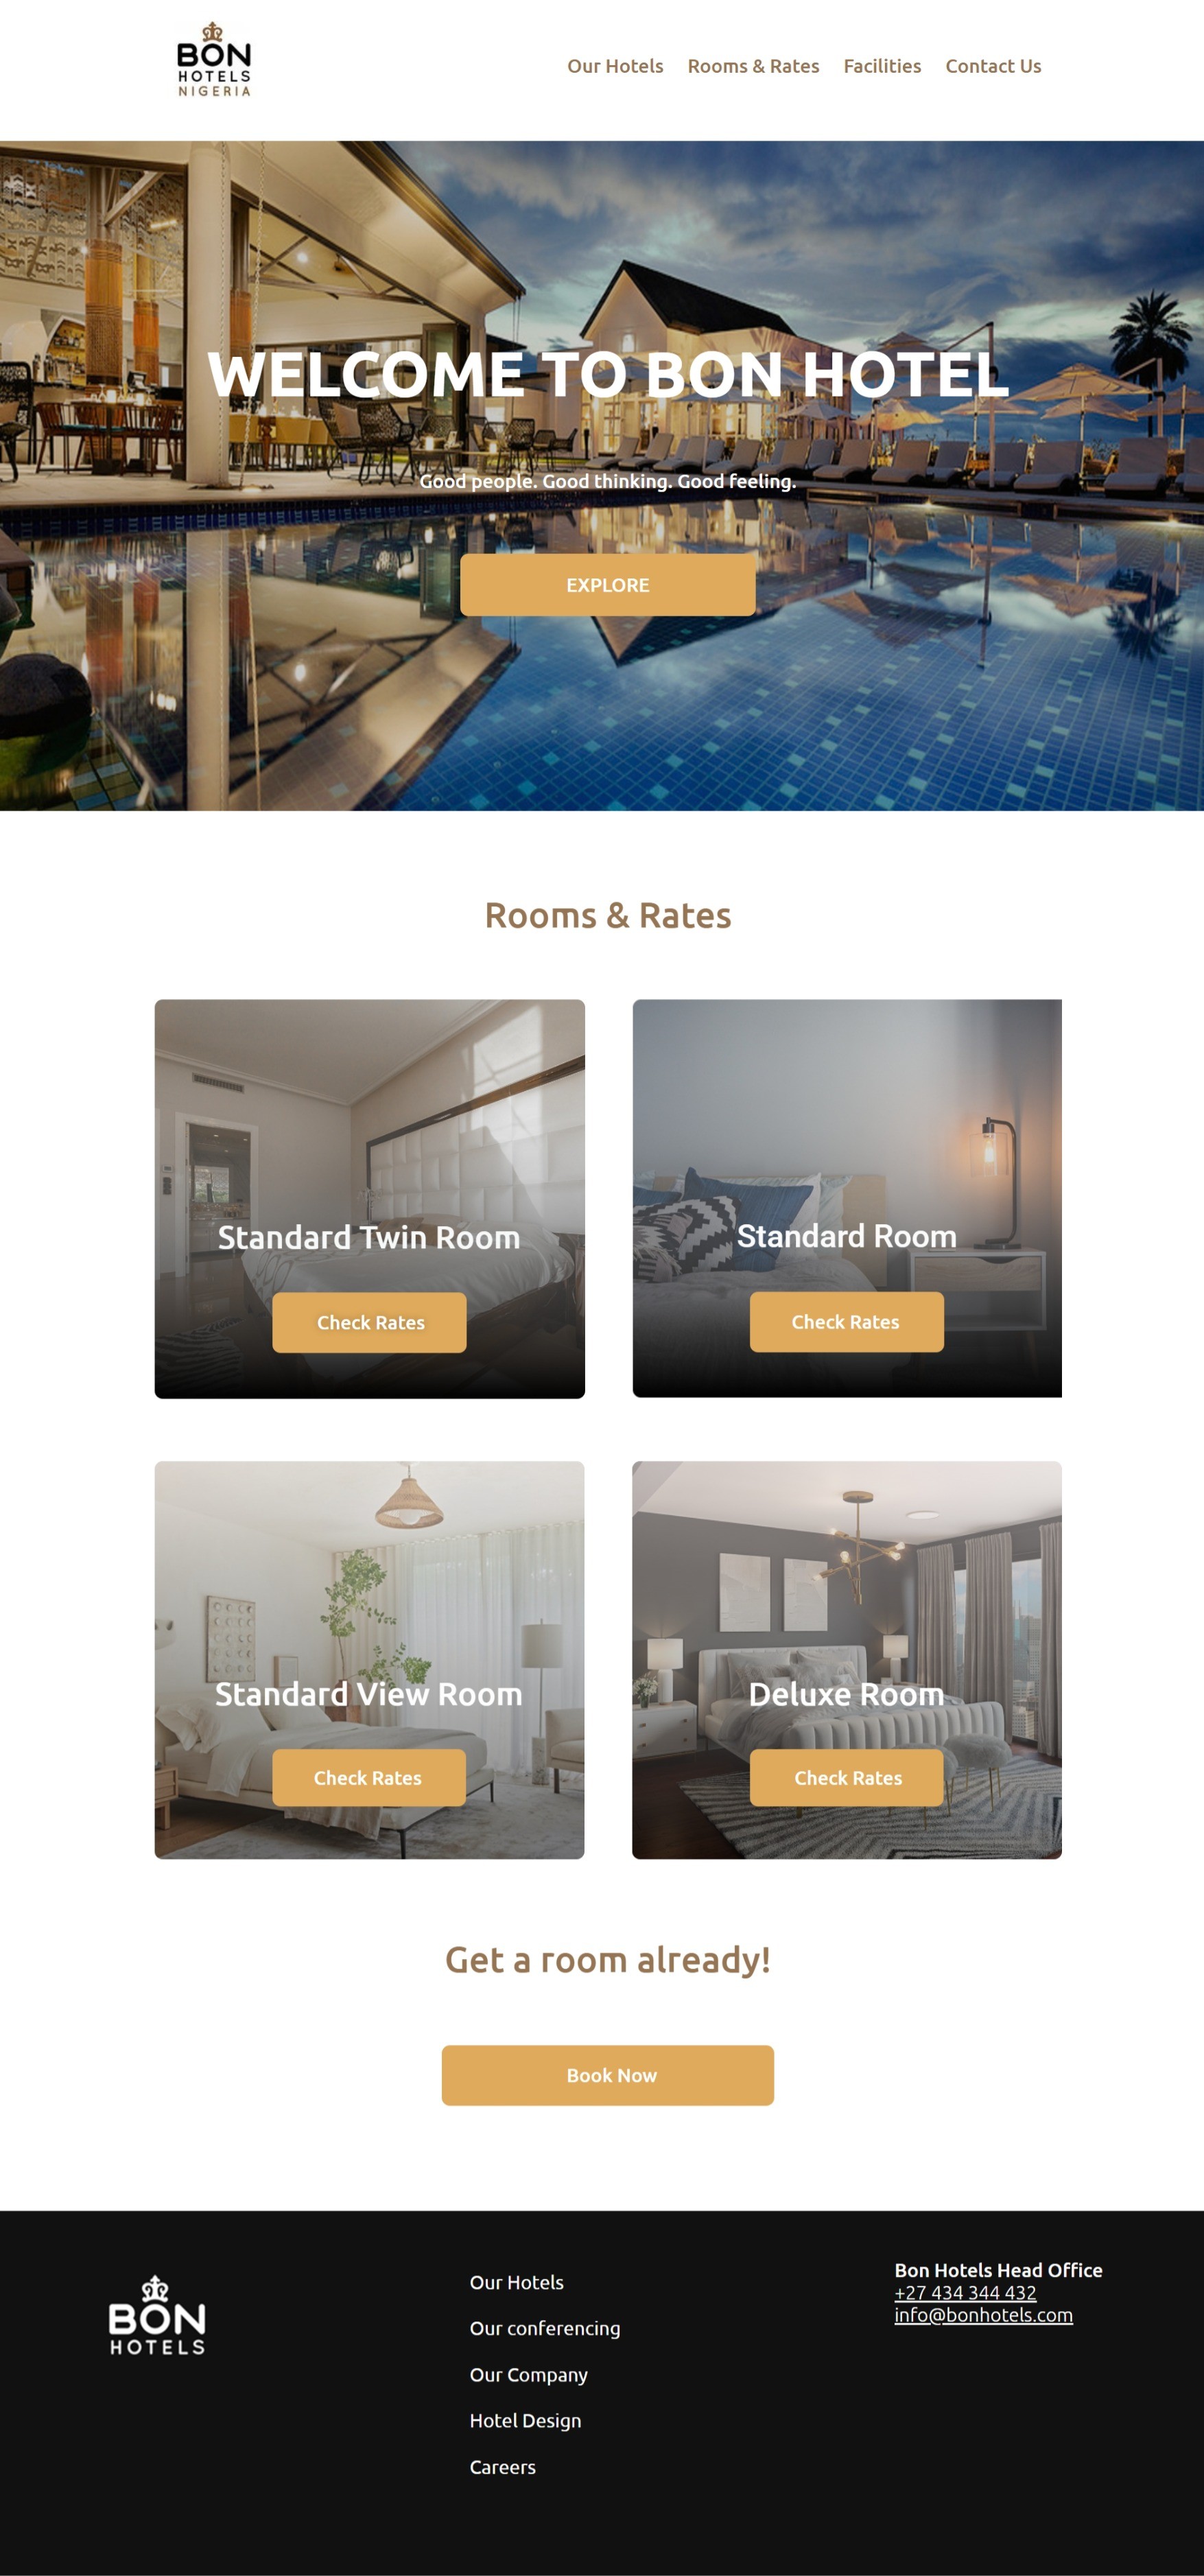 BON
HOTELS
NIGERIA
Our Hotels Rooms & Rates Facilities Contact Us
WELCOME TO BON HOTEL
Good people. Good thinking. Good feeling.
EXPLORE
Rooms & Rates
Standard Twin Room
Check Rates
Standard Room
Check Rates
Standard View Room
Check Rates
Deluxe Room
Check Rates
Get a room already!
Book Now
BON
HOTELS
Our Hotels
Our conferencing
Our Company
Hotel Design
Careers
Bon Hotels Head Office
+27 434 344 432
info@bonhotels.com